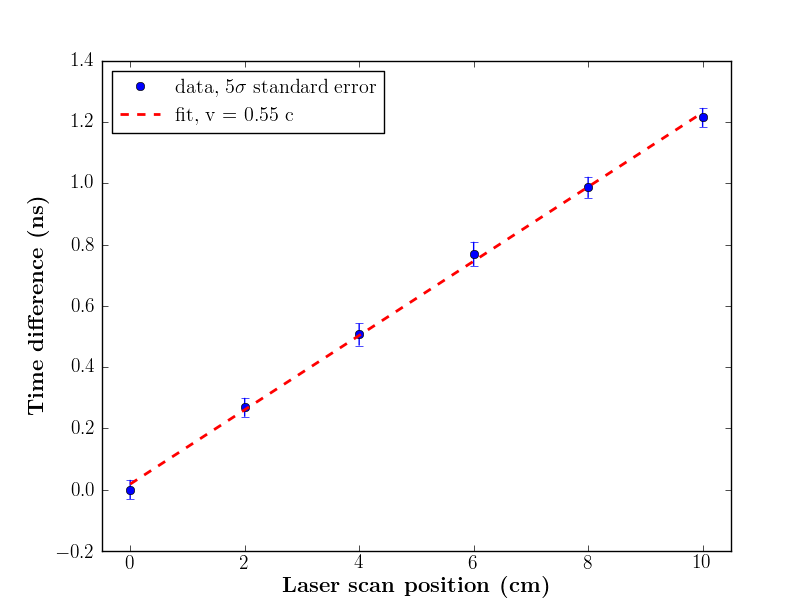 data, 5σ standard error
fit, v = 0.55 c
1.4
1.2
1.0
0.8
0.6
0.4
0.2
0.0
−0.2
Time difference (ns)
0 2 4 6 8 10
Laser scan position (cm)